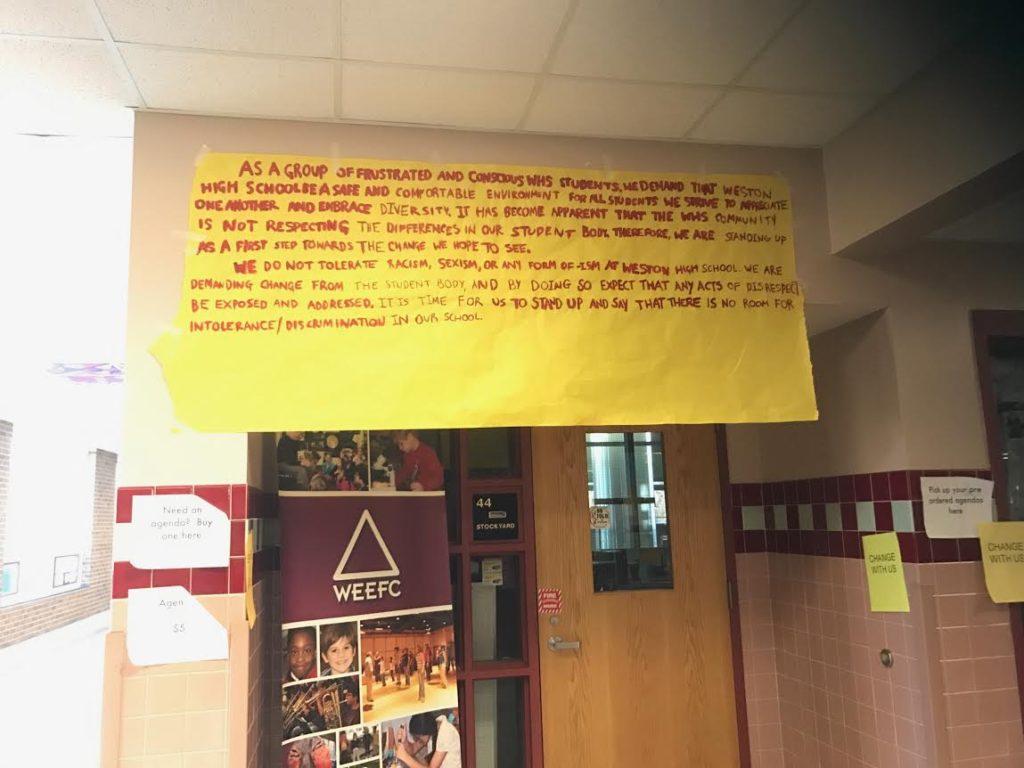 AS A GROUP OF FRUSTRATED AND CONSCIOUS WHS STUDENTS, WE DEMAND THAT WESTON
HIGH SCHOOL BE A SAFE AND COMFORTABLE ENVIRONMENT FOR ALL STUDENTS WE STRIVE TO APPRECIATE
ONE ANOTHER AND EMBRACE DIVERSITY. IT HAS BECOME APPARENT THAT THE WHS COMMUNITY
IS NOT RESPECTING THE DIFFERENCES IN OUR STUDENT BODY. THEREFORE, WE ARE STANDING UP
AS A FIRST STEP TOWARDS THE CHANGE WE HOPE TO SEE.
WE DO NOT TOLERATE RACISM, SEXISM, OR ANY FORM OF -ISM AT WESTON HIGH SCHOOL. WE ARE
DEMANDING CHANGE FROM THE STUDENT BODY, AND BY DOING SO EXPECT THAT ANY ACTS OF DISRESPECT
BE EXPOSED AND ADDRESSED. IT IS TIME FOR US TO STAND UP AND SAY THAT THERE IS NO ROOM FOR
INTOLERANCE/DISCRIMINATION IN OUR SCHOOL.
Need an
agenda? Buy
one here
Agen
$5
WEEFC
44
STOCKYARD
FIRE
Pick up your pre
ordered agendas
here
CHANGE
WITH US
CHANGE
WITH US